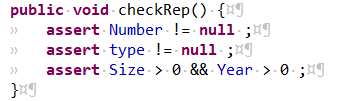 public void checkRep() {
    assert Number != null ;
    assert type != null ;
    assert Size > 0 && Year > 0 ;
}